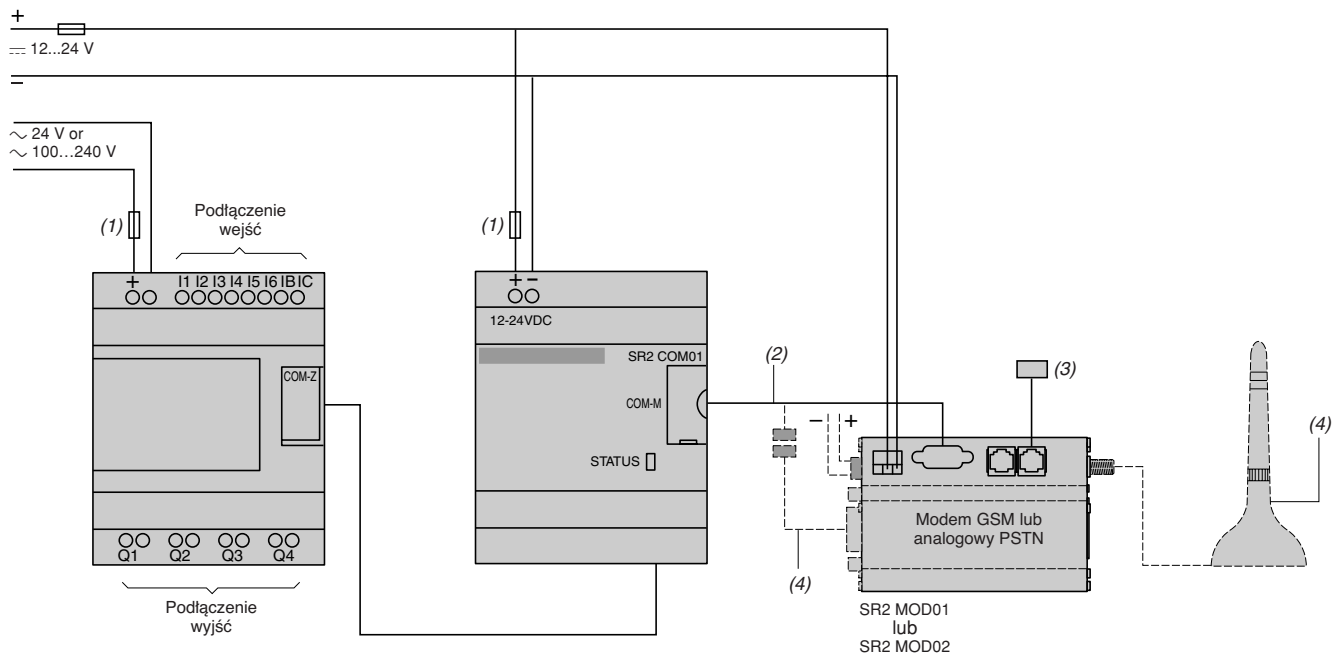 +
⎓ 12...24 V
−
∼ 24 V or
∼ 100...240 V
(1)
Podłączenie
wejść
(1)
+ I1 I2 I3 I4 I5 I6 IB IC
+ −
12-24VDC
SR2 COM01
COM-Z
COM-M
STATUS
(2)
(3)
− +
(4)
Modem GSM lub
analogowy PSTN
(4)
Q1 Q2 Q3 Q4
Podłączenie
wyjść
SR2 MOD01
lub
SR2 MOD02